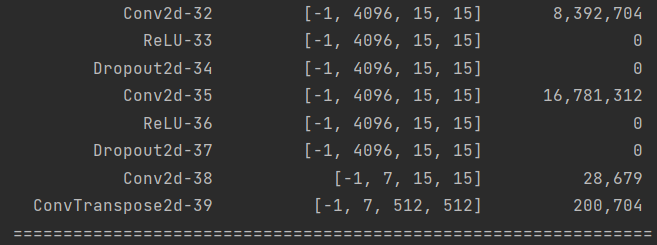 Conv2d-32 [-1, 4096, 15, 15] 8,392,704
ReLU-33 [-1, 4096, 15, 15] 0
Dropout2d-34 [-1, 4096, 15, 15] 0
Conv2d-35 [-1, 4096, 15, 15] 16,781,312
ReLU-36 [-1, 4096, 15, 15] 0
Dropout2d-37 [-1, 4096, 15, 15] 0
Conv2d-38 [-1, 7, 15, 15] 28,679
ConvTranspose2d-39 [-1, 7, 512, 512] 200,704
================================================================